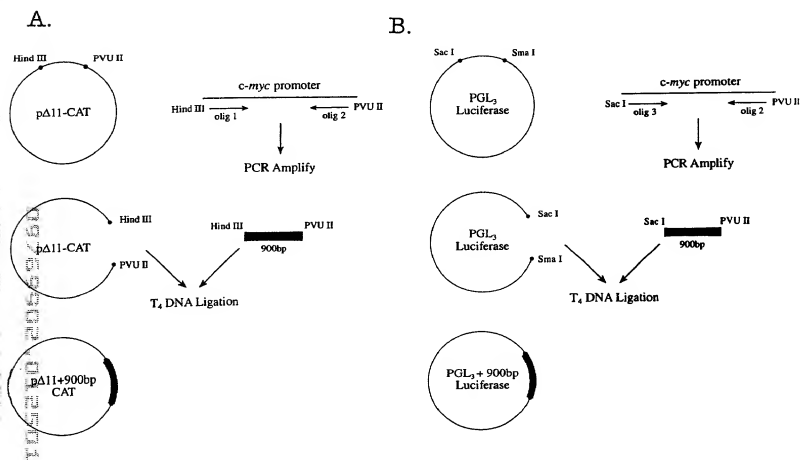 A.
Hind III
PVU II
pΔ11-CAT
c-myc promoter
Hind III
olig 1
olig 2
PVU II
PCR Amplify
Hind III
pΔ11-CAT
PVU II
Hind III
PVU II
900bp
T4 DNA Ligation
pΔ11+900bp
CAT
B.
Sac I
Sma I
PGL3
Luciferase
c-myc promoter
Sac I
olig 3
olig 2
PVU II
PCR Amplify
Sac I
PGL3
Luciferase
Sma I
Sac I
PVU II
900bp
T4 DNA Ligation
PGL3 + 900bp
Luciferase